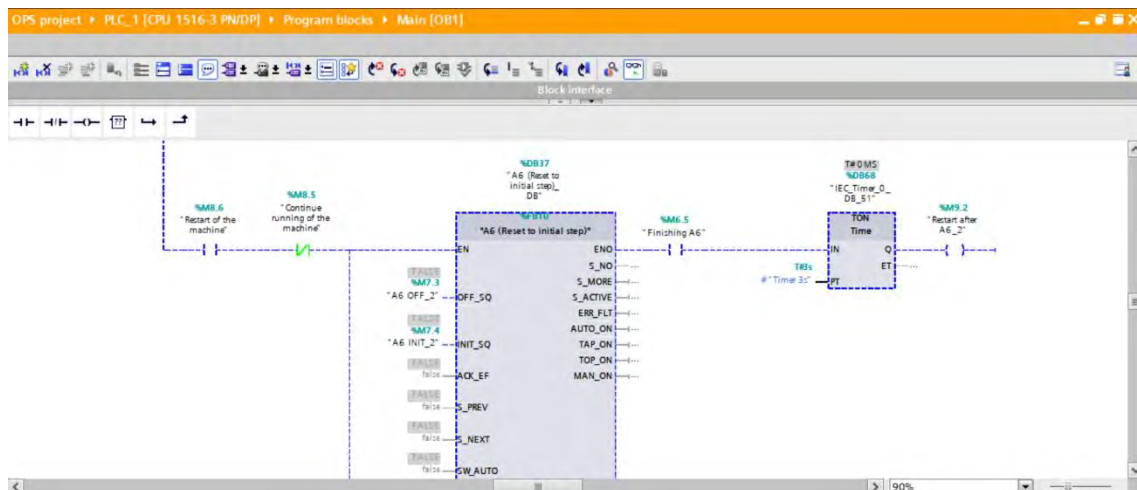 OPS project ▸ PLC_1 [CPU 1516-3 PN/DP] ▸ Program blocks ▸ Main [OB1]
Block interface
%M8.6
"Restart of the
machine"
%M8.5
"Continue
running of the
machine"
%DB37
"A6 (Reset to
initial step)_
DB"
%FB10
"A6 (Reset to initial step)"
EN
ENO
S_NO
S_MORE
S_ACTIVE
ERR_FLT
AUTO_ON
TAP_ON
TOP_ON
MAN_ON
FALSE
%M7.3
"A6 OFF_2"
OFF_SQ
FALSE
%M7.4
"A6 INIT_2"
INIT_SQ
FALSE
false
ACK_EF
FALSE
false
S_PREV
FALSE
false
S_NEXT
FALSE
false
SW_AUTO
%M6.5
"Finishing A6"
T#0MS
%DB68
"IEC_Timer_0_
DB_51"
TON
Time
IN
Q
ET
PT
T#3s
#"Timer 3s"
%M9.2
"Restart after
A6_2"
90%